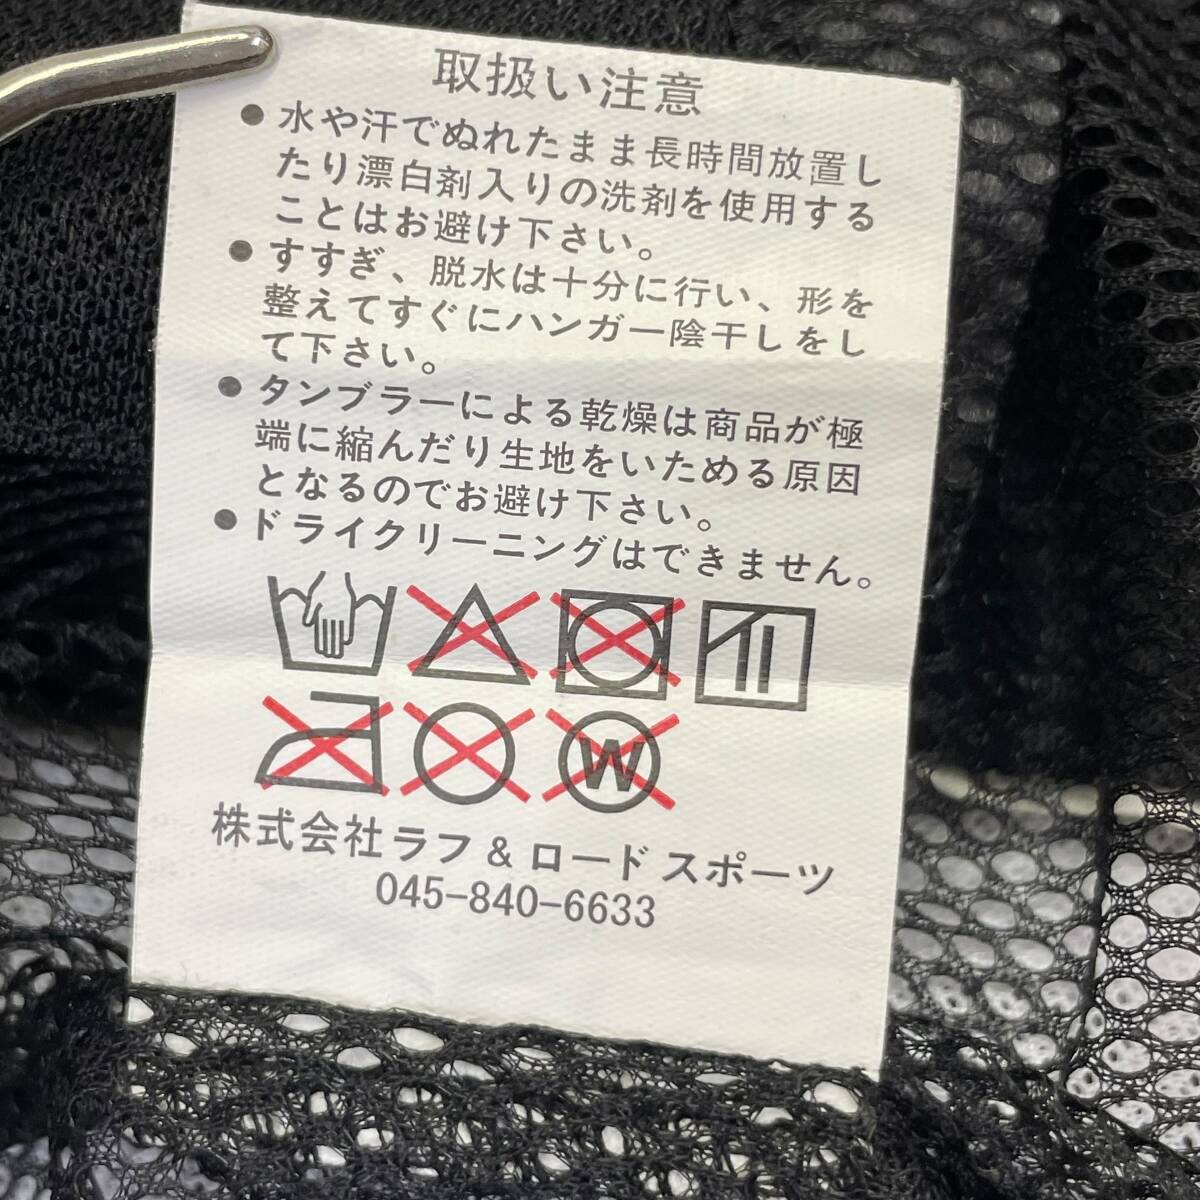 取扱い注意
●水や汗でぬれたまま長時間放置し
たり漂白剤入りの洗剤を使用する
ことはお避け下さい。
●すすぎ、脱水は十分に行い、形を
整えてすぐにハンガー陰干しをし
て下さい。
●タンブラーによる乾燥は商品が極
端に縮んだり生地をいためる原因
となるのでお避け下さい。
●ドライクリーニングはできません。
W
株式会社ラフ&ロードスポーツ
045-840-6633